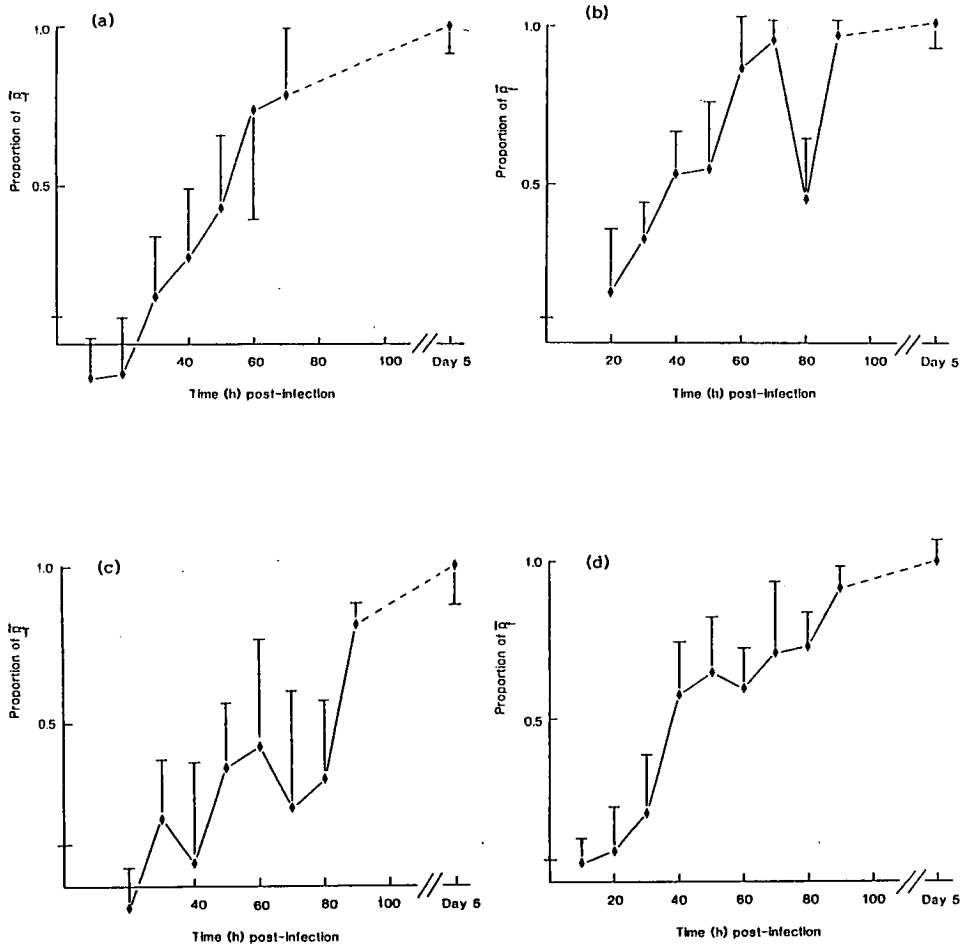 (a)
1.0
0.5
Proportion of p̃f
40 60 80 100 Day 5
Time (h) post-infection
(b)
1.0
0.5
Proportion of p̄f
20 40 60 80 100 Day 5
Time (h) post-infection
(c)
1.0
0.5
Proportion of p̃f
40 60 80 100 Day 5
Time (h) post-infection
(d)
1.0
0.5
Proportion of p̄f
20 40 60 80 100 Day 5
Time (h) post-infection